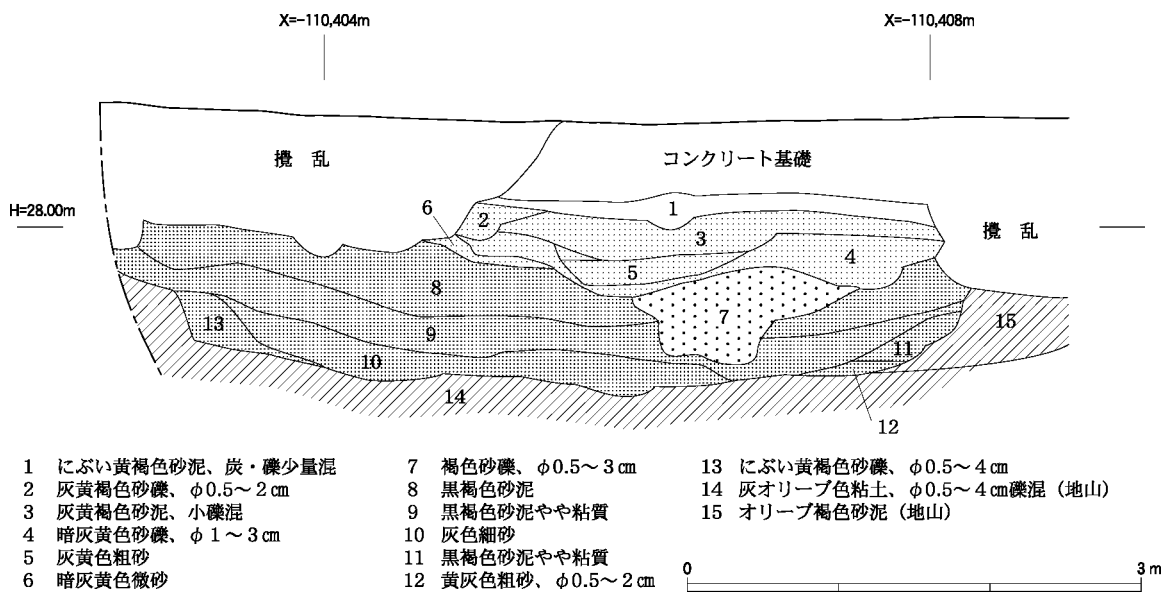 X=−110,404m
X=−110,408m
攪 乱
コンクリート基礎
H=28.00m
6
2
1
3
攪 乱
4
5
8
7
13
9
15
10
11
14
12
1 にぶい黄褐色砂泥、炭・礫少量混
2 灰黄褐色砂礫、φ0.5～2㎝
3 灰黄褐色砂泥、小礫混
4 暗灰黄色砂礫、φ1～3㎝
5 灰黄色粗砂
6 暗灰黄色微砂
7 褐色砂礫、φ0.5～3㎝
8 黒褐色砂泥
9 黒褐色砂泥やや粘質
10 灰色細砂
11 黒褐色砂泥やや粘質
12 黄灰色粗砂、φ0.5～2㎝
13 にぶい黄褐色砂礫、φ0.5～4㎝
14 灰オリーブ色粘土、φ0.5～4㎝礫混（地山）
15 オリーブ褐色砂泥（地山）
0
3 m